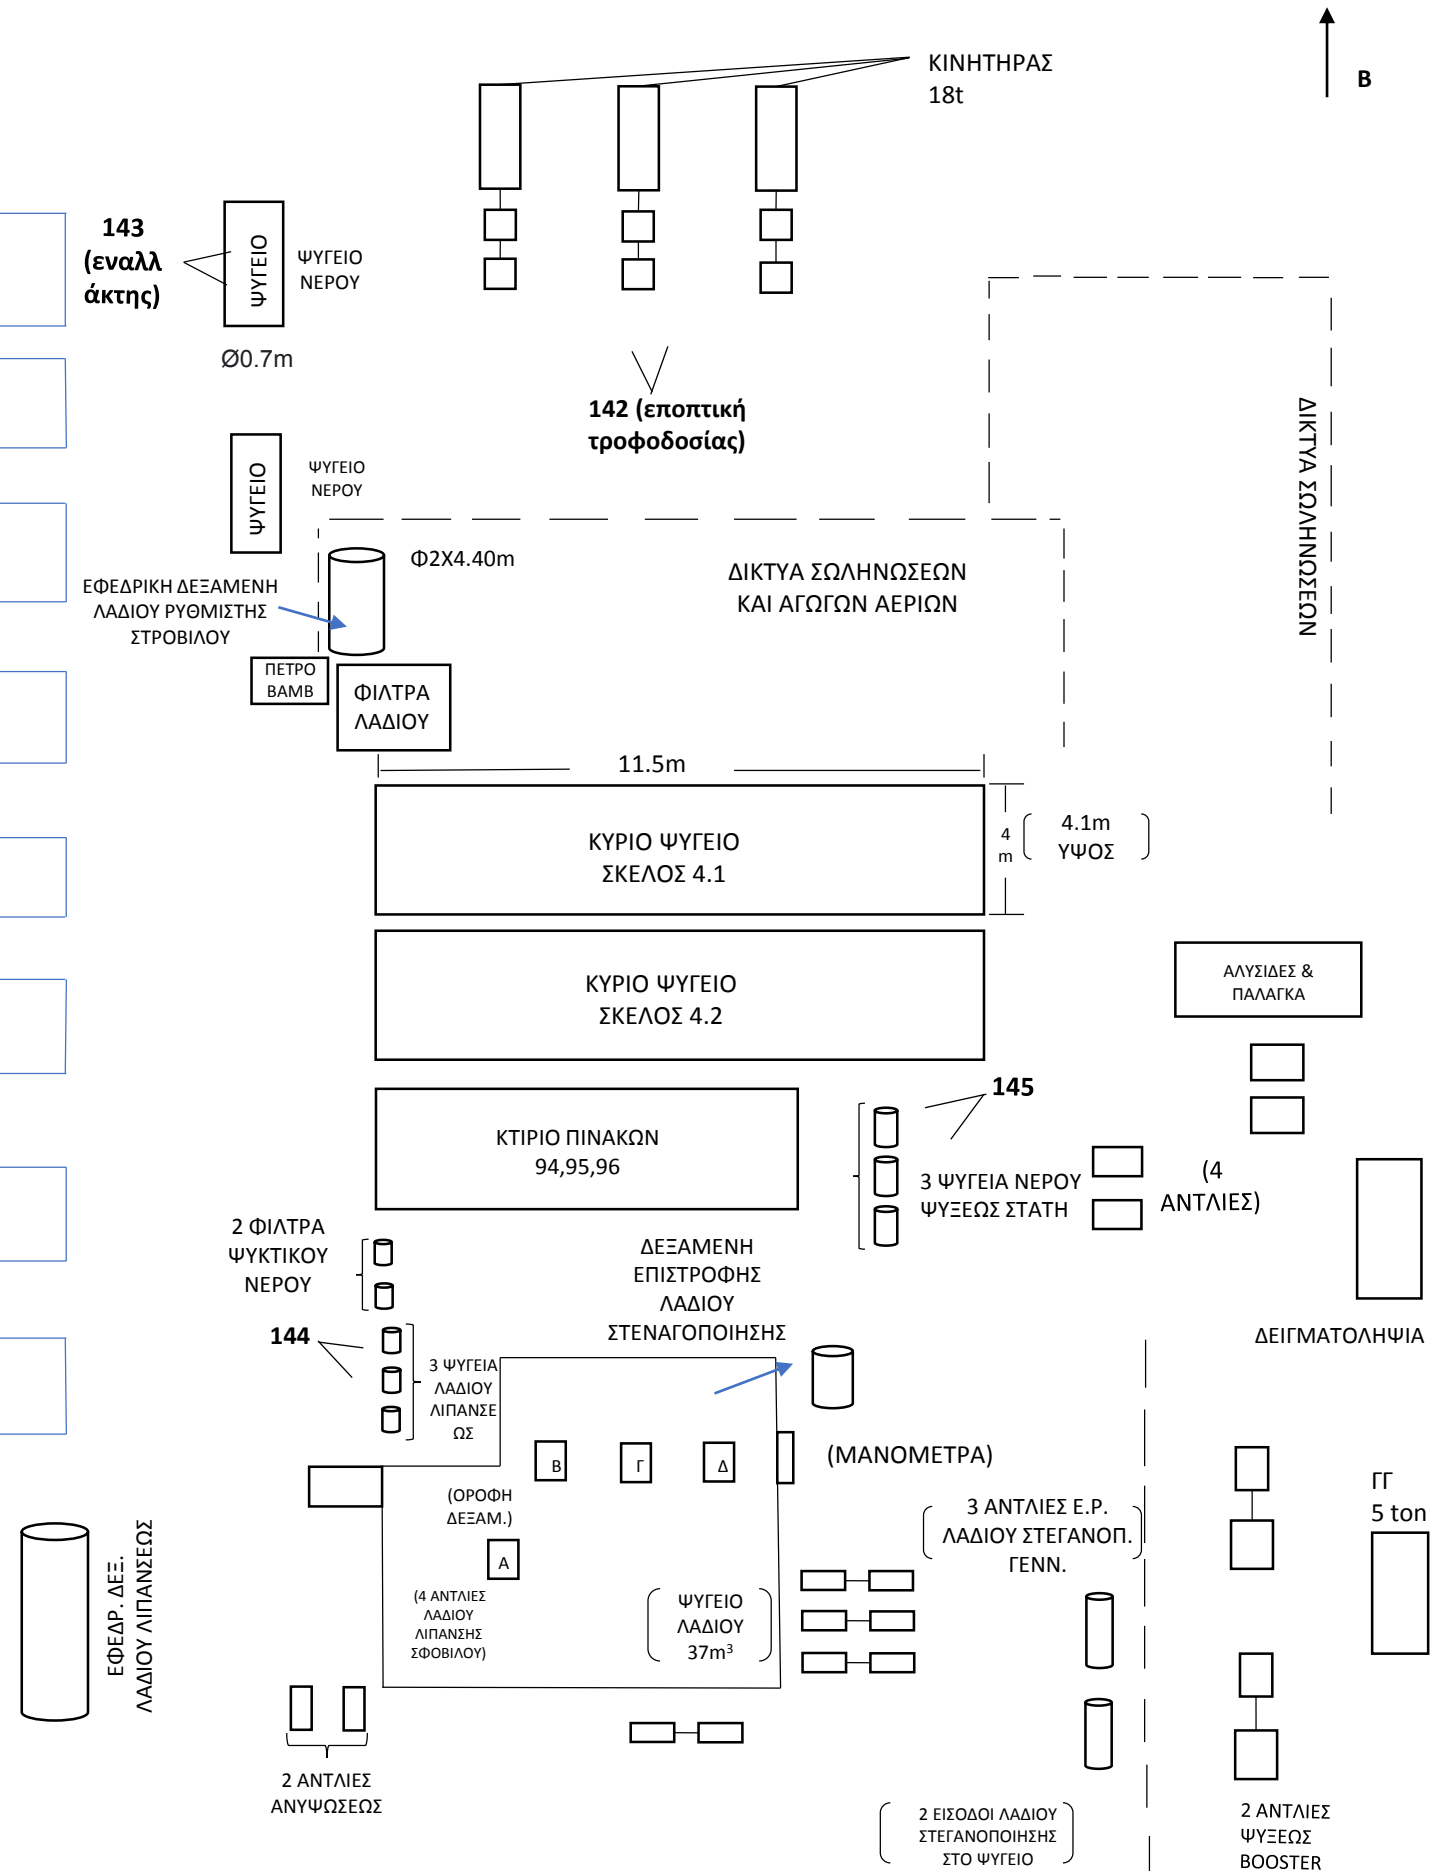 ΚΙΝΗΤΗΡΑΣ
18t
Β
143
(εναλλ
άκτης)
ΨΥΓΕΙΟ
ΨΥΓΕΙΟ
ΝΕΡΟΥ
Ø0.7m
142 (εποπτική
τροφοδοσίας)
ΨΥΓΕΙΟ
ΨΥΓΕΙΟ
ΝΕΡΟΥ
ΔΙΚΤΥΑ ΣΩΛΗΝΩΣΕΩΝ
Φ2Χ4.40m
ΔΙΚΤΥΑ ΣΩΛΗΝΩΣΕΩΝ
ΚΑΙ ΑΓΩΓΩΝ ΑΕΡΙΩΝ
ΕΦΕΔΡΙΚΗ ΔΕΞΑΜΕΝΗ
ΛΑΔΙΟΥ ΡΥΘΜΙΣΤΗΣ
ΣΤΡΟΒΙΛΟΥ
ΠΕΤΡΟ
ΒΑΜΒ
ΦΙΛΤΡΑ
ΛΑΔΙΟΥ
11.5m
ΚΥΡΙΟ ΨΥΓΕΙΟ
ΣΚΕΛΟΣ 4.1
4
m
4.1m
ΥΨΟΣ
ΚΥΡΙΟ ΨΥΓΕΙΟ
ΣΚΕΛΟΣ 4.2
ΑΛΥΣΙΔΕΣ &
ΠΑΛΑΓΚΑ
145
ΚΤΙΡΙΟ ΠΙΝΑΚΩΝ
94,95,96
3 ΨΥΓΕΙΑ ΝΕΡΟΥ
ΨΥΞΕΩΣ ΣΤΑΤΗ
(4
ΑΝΤΛΙΕΣ)
2 ΦΙΛΤΡΑ
ΨΥΚΤΙΚΟΥ
ΝΕΡΟΥ
ΔΕΞΑΜΕΝΗ
ΕΠΙΣΤΡΟΦΗΣ
ΛΑΔΙΟΥ
ΣΤΕΝΑΓΟΠΟΙΗΣΗΣ
ΔΕΙΓΜΑΤΟΛΗΨΙΑ
144
3 ΨΥΓΕΙΑ
ΛΑΔΙΟΥ
ΛΙΠΑΝΣΕ
ΩΣ
Β
Γ
Δ
(ΜΑΝΟΜΕΤΡΑ)
(ΟΡΟΦΗ
ΔΕΞΑΜ.)
Α
(4 ΑΝΤΛΙΕΣ
ΛΑΔΙΟΥ
ΛΙΠΑΝΣΗΣ
ΣΦΟΒΙΛΟΥ)
3 ΑΝΤΛΙΕΣ Ε.Ρ.
ΛΑΔΙΟΥ ΣΤΕΓΑΝΟΠ.
ΓΕΝΝ.
ΓΓ
5 ton
ΕΦΕΔΡ. ΔΕΞ.
ΛΑΔΙΟΥ ΛΙΠΑΝΣΕΩΣ
ΨΥΓΕΙΟ
ΛΑΔΙΟΥ
37m³
2 ΑΝΤΛΙΕΣ
ΑΝΥΨΩΣΕΩΣ
2 ΕΙΣΟΔΟΙ ΛΑΔΙΟΥ
ΣΤΕΓΑΝΟΠΟΙΗΣΗΣ
ΣΤΟ ΨΥΓΕΙΟ
2 ΑΝΤΛΙΕΣ
ΨΥΞΕΩΣ
BOOSTER